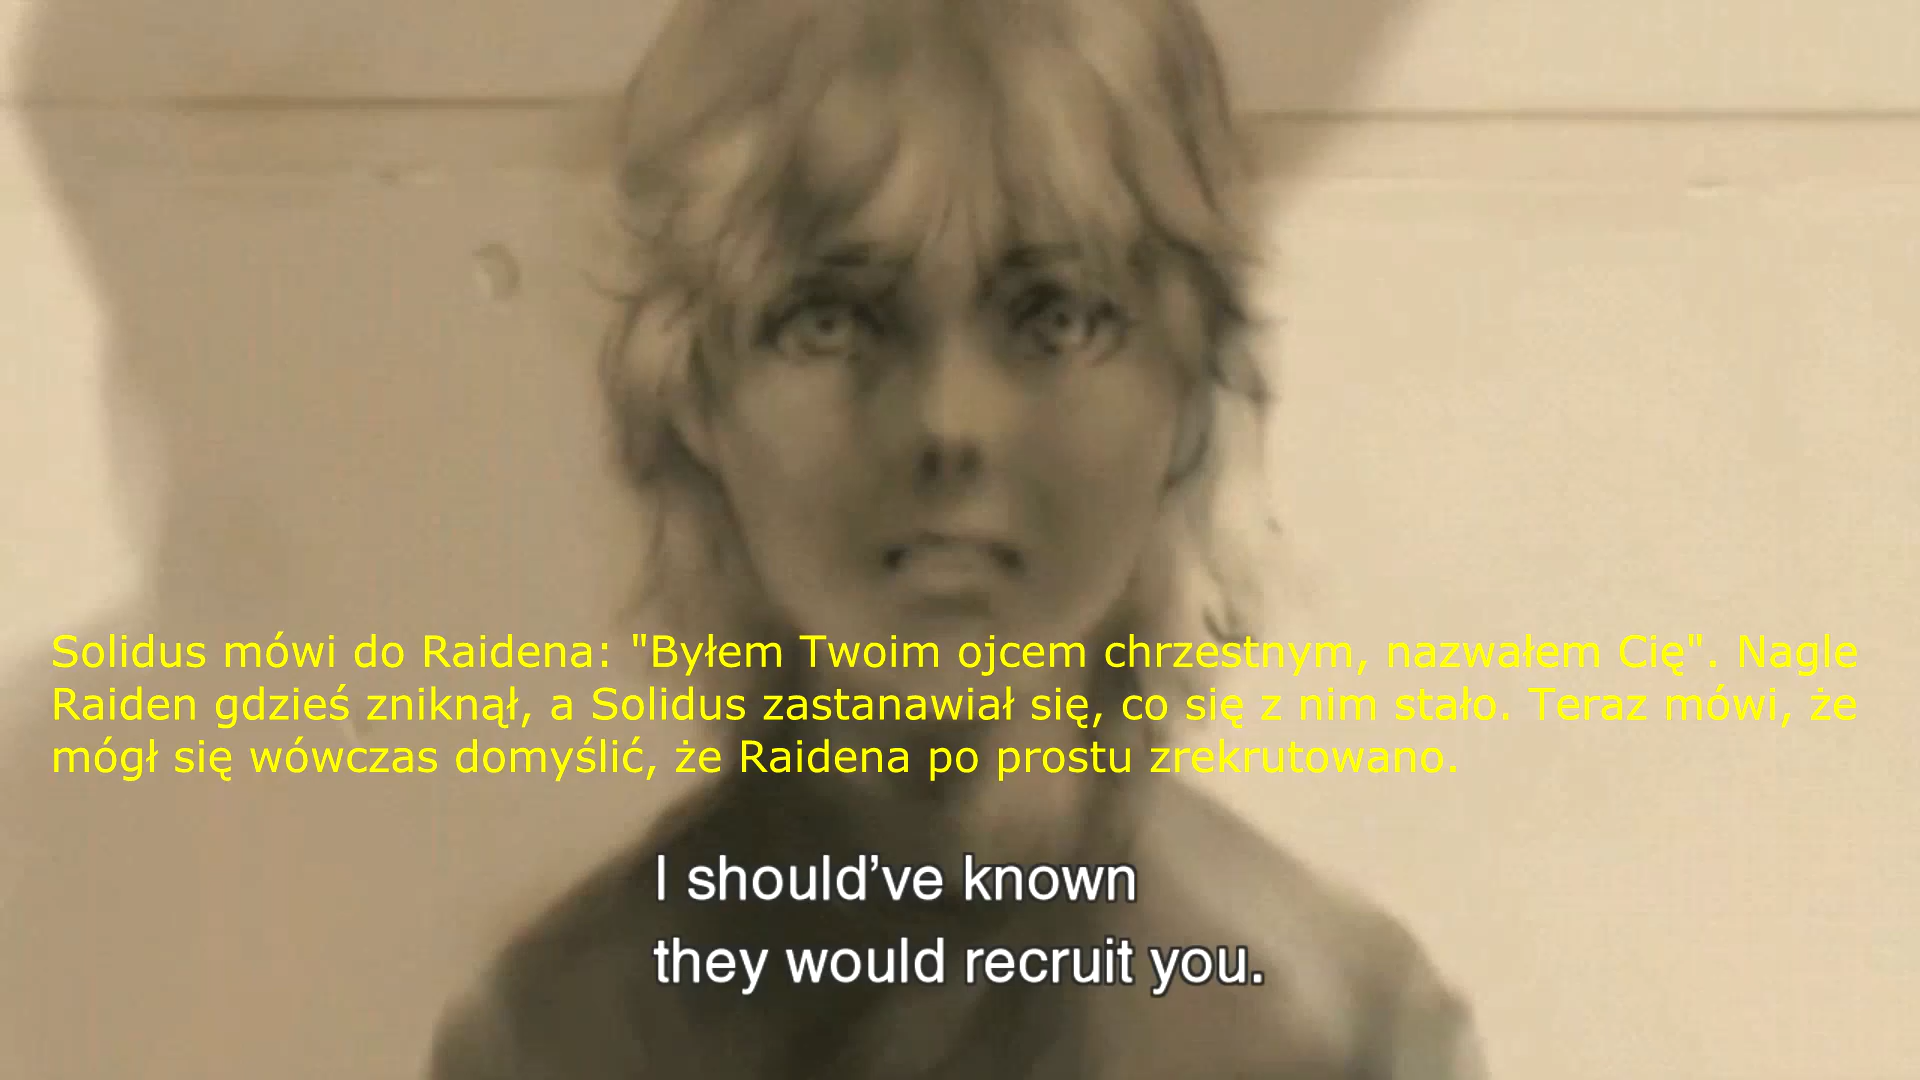 Solidus mówi do Raidena: "Byłem Twoim ojcem chrzestnym, nazwałem Cię". Nagle
Raiden gdzieś zniknął, a Solidus zastanawiał się, co się z nim stało. Teraz mówi, że
mógł się wówczas domyślić, że Raidena po prostu zrekrutowano.
I should’ve known
they would recruit you.